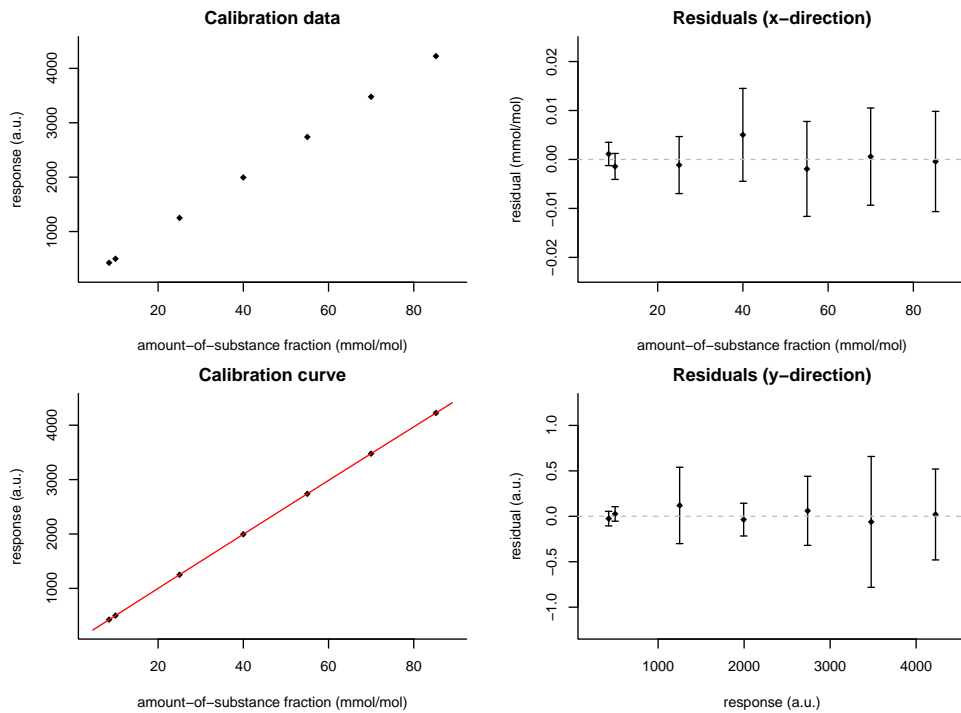 Calibration data
response (a.u.)
4000
3000
2000
1000
20 40 60 80
amount−of−substance fraction (mmol/mol)
Residuals (x−direction)
residual (mmol/mol)
0.02
0.01
0.00
−0.01
−0.02
20 40 60 80
amount−of−substance fraction (mmol/mol)
Calibration curve
response (a.u.)
4000
3000
2000
1000
20 40 60 80
amount−of−substance fraction (mmol/mol)
Residuals (y−direction)
residual (a.u.)
1.0
0.5
0.0
−0.5
−1.0
1000 2000 3000 4000
response (a.u.)